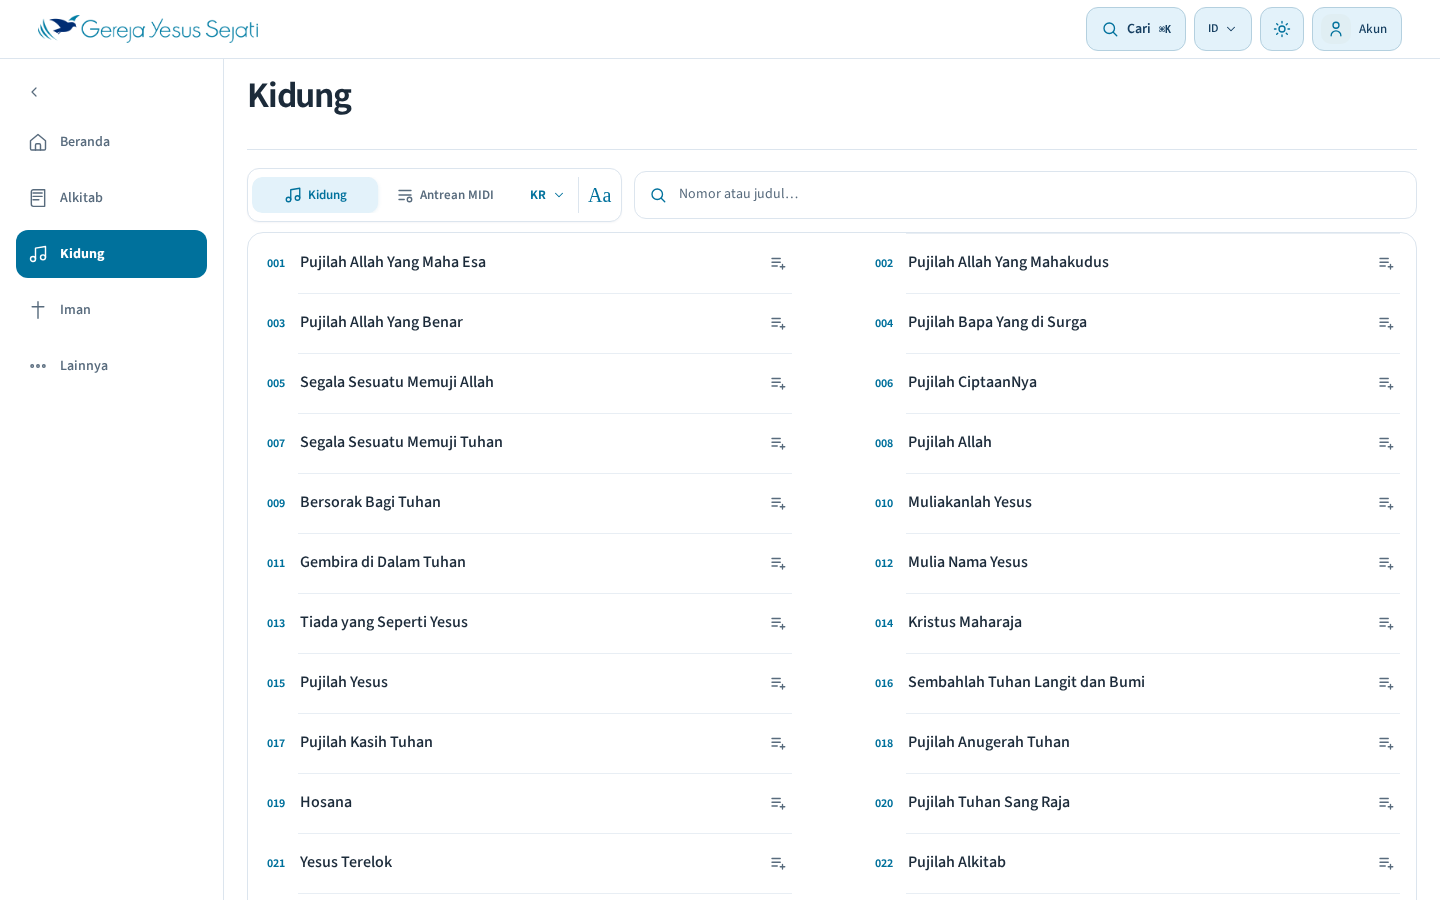 Gereja Yesus Sejati
Cari ⌘K
ID
Akun
Beranda
Alkitab
Kidung
Iman
Lainnya
Kidung
Kidung
Antrean MIDI
KR
Aa
Nomor atau judul...
001 Pujilah Allah Yang Maha Esa
002 Pujilah Allah Yang Mahakudus
003 Pujilah Allah Yang Benar
004 Pujilah Bapa Yang di Surga
005 Segala Sesuatu Memuji Allah
006 Pujilah CiptaanNya
007 Segala Sesuatu Memuji Tuhan
008 Pujilah Allah
009 Bersorak Bagi Tuhan
010 Muliakanlah Yesus
011 Gembira di Dalam Tuhan
012 Mulia Nama Yesus
013 Tiada yang Seperti Yesus
014 Kristus Maharaja
015 Pujilah Yesus
016 Sembahlah Tuhan Langit dan Bumi
017 Pujilah Kasih Tuhan
018 Pujilah Anugerah Tuhan
019 Hosana
020 Pujilah Tuhan Sang Raja
021 Yesus Terelok
022 Pujilah Alkitab